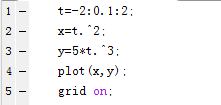 1 - t=-2:0.1:2;
2 - x=t.^2;
3 - y=5*t.^3;
4 - plot(x,y);
5 - grid on;